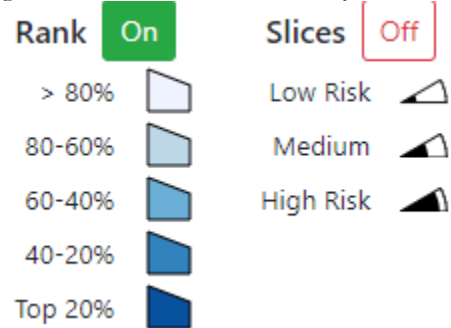 Rank On Slices Off
> 80% Low Risk
80-60% Medium
60-40% High Risk
40-20%
Top 20%